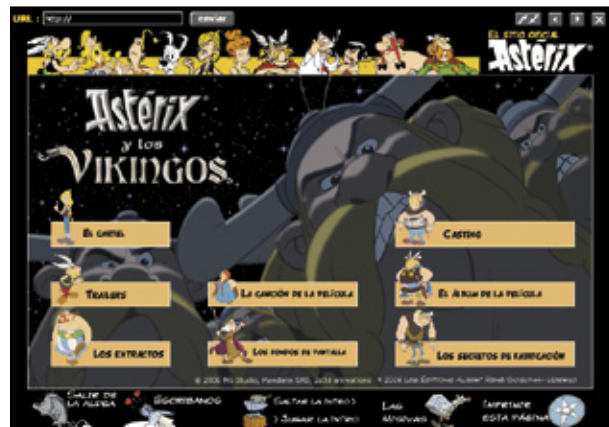 URL : http://
enviar
EL SITIO OFICIAL
Astérix
Astérix
y los
VIKINGOS
EL CARTEL
CASTING
TRAILERS
LA CANCIÓN DE LA PELÍCULA
EL ÁLBUM DE LA PELÍCULA
LOS EXTRACTOS
LOS FONDOS DE PANTALLA
LOS SECRETOS DE FABRICACIÓN
© 2006 M6 Studio, Mandarin SAS, 2d3d animations © 2006 LES ÉDITIONS ALBERT RENÉ/GOSCINNY-UDERZO
SALIR DE
LA ALDEA
ESCRIBANOS
SALTAR LA INTRO
JUGAR LA INTRO
LAS
IMPRIMIR
ESTA PÁGINA